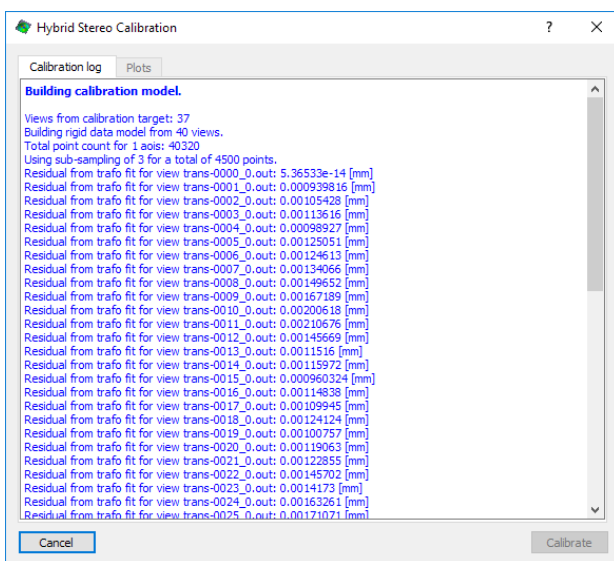 Hybrid Stereo Calibration
Calibration log
Plots
Building calibration model.
Views from calibration target: 37
Building rigid data model from 40 views.
Total point count for 1 aois: 40320
Using sub-sampling of 3 for a total of 4500 points.
Residual from trafo fit for view trans-0000_0.out: 5.36533e-14 [mm]
Residual from trafo fit for view trans-0001_0.out: 0.000939816 [mm]
Residual from trafo fit for view trans-0002_0.out: 0.00105428 [mm]
Residual from trafo fit for view trans-0003_0.out: 0.00113616 [mm]
Residual from trafo fit for view trans-0004_0.out: 0.00098927 [mm]
Residual from trafo fit for view trans-0005_0.out: 0.00125051 [mm]
Residual from trafo fit for view trans-0006_0.out: 0.00124613 [mm]
Residual from trafo fit for view trans-0007_0.out: 0.00134066 [mm]
Residual from trafo fit for view trans-0008_0.out: 0.00149652 [mm]
Residual from trafo fit for view trans-0009_0.out: 0.00167189 [mm]
Residual from trafo fit for view trans-0010_0.out: 0.00200618 [mm]
Residual from trafo fit for view trans-0011_0.out: 0.00210676 [mm]
Residual from trafo fit for view trans-0012_0.out: 0.00145669 [mm]
Residual from trafo fit for view trans-0013_0.out: 0.0011516 [mm]
Residual from trafo fit for view trans-0014_0.out: 0.00115972 [mm]
Residual from trafo fit for view trans-0015_0.out: 0.000960324 [mm]
Residual from trafo fit for view trans-0016_0.out: 0.00114838 [mm]
Residual from trafo fit for view trans-0017_0.out: 0.00109945 [mm]
Residual from trafo fit for view trans-0018_0.out: 0.00124124 [mm]
Residual from trafo fit for view trans-0019_0.out: 0.00100757 [mm]
Residual from trafo fit for view trans-0020_0.out: 0.00119063 [mm]
Residual from trafo fit for view trans-0021_0.out: 0.00122855 [mm]
Residual from trafo fit for view trans-0022_0.out: 0.00145702 [mm]
Residual from trafo fit for view trans-0023_0.out: 0.0014173 [mm]
Residual from trafo fit for view trans-0024_0.out: 0.00163261 [mm]
Residual from trafo fit for view trans-0025_0.out: 0.00171071 [mm]
Cancel
Calibrate